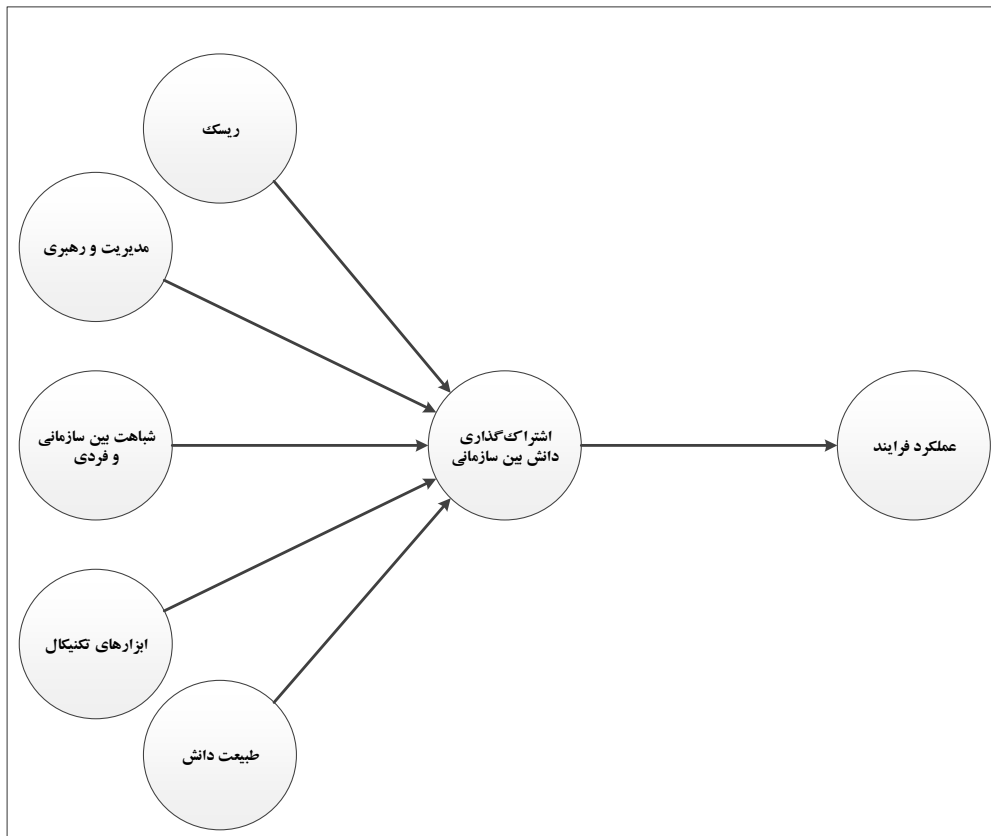 ریسک
مدیریت و رهبری
شباهت بین سازمانی
و فردی
اشتراک‌گذاری
دانش بین سازمانی
عملکرد فرایند
ابزارهای تکنیکال
طبیعت دانش